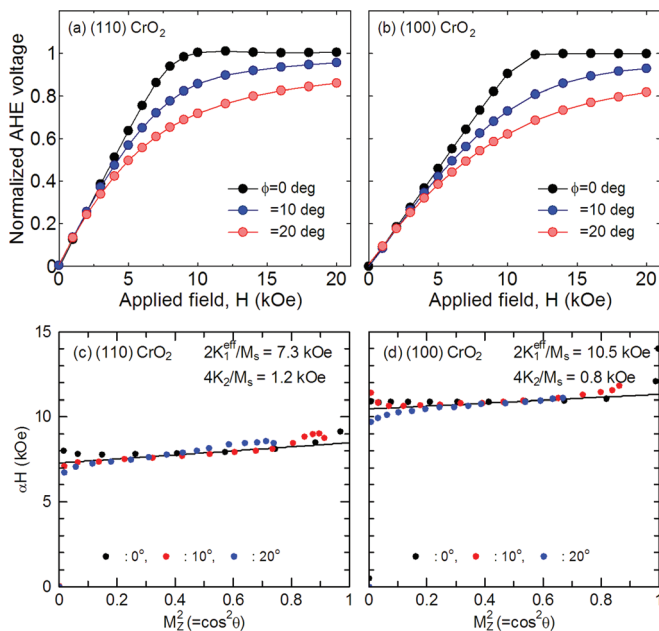 (a) (110) CrO₂
(b) (100) CrO₂
Normalized AHE voltage
1
0.8
0.6
0.4
0.2
0
ϕ=0 deg
=10 deg
=20 deg
ϕ=0 deg
=10 deg
=20 deg
0 5 10 15 20
0 5 10 15 20
Applied field, H (kOe)
Applied field, H (kOe)
(c) (110) CrO₂
2K₁ᵉᶠᶠ/Mₛ = 7.3 kOe
4K₂/Mₛ = 1.2 kOe
(d) (100) CrO₂
2K₁ᵉᶠᶠ/Mₛ = 10.5 kOe
4K₂/Mₛ = 0.8 kOe
αH (kOe)
15
10
5
0
: 0°, : 10°, : 20°
: 0°, : 10°, : 20°
0 0.2 0.4 0.6 0.8 1
0 0.2 0.4 0.6 0.8 1
M_Z²(=cos²θ)
M_Z²(=cos²θ)